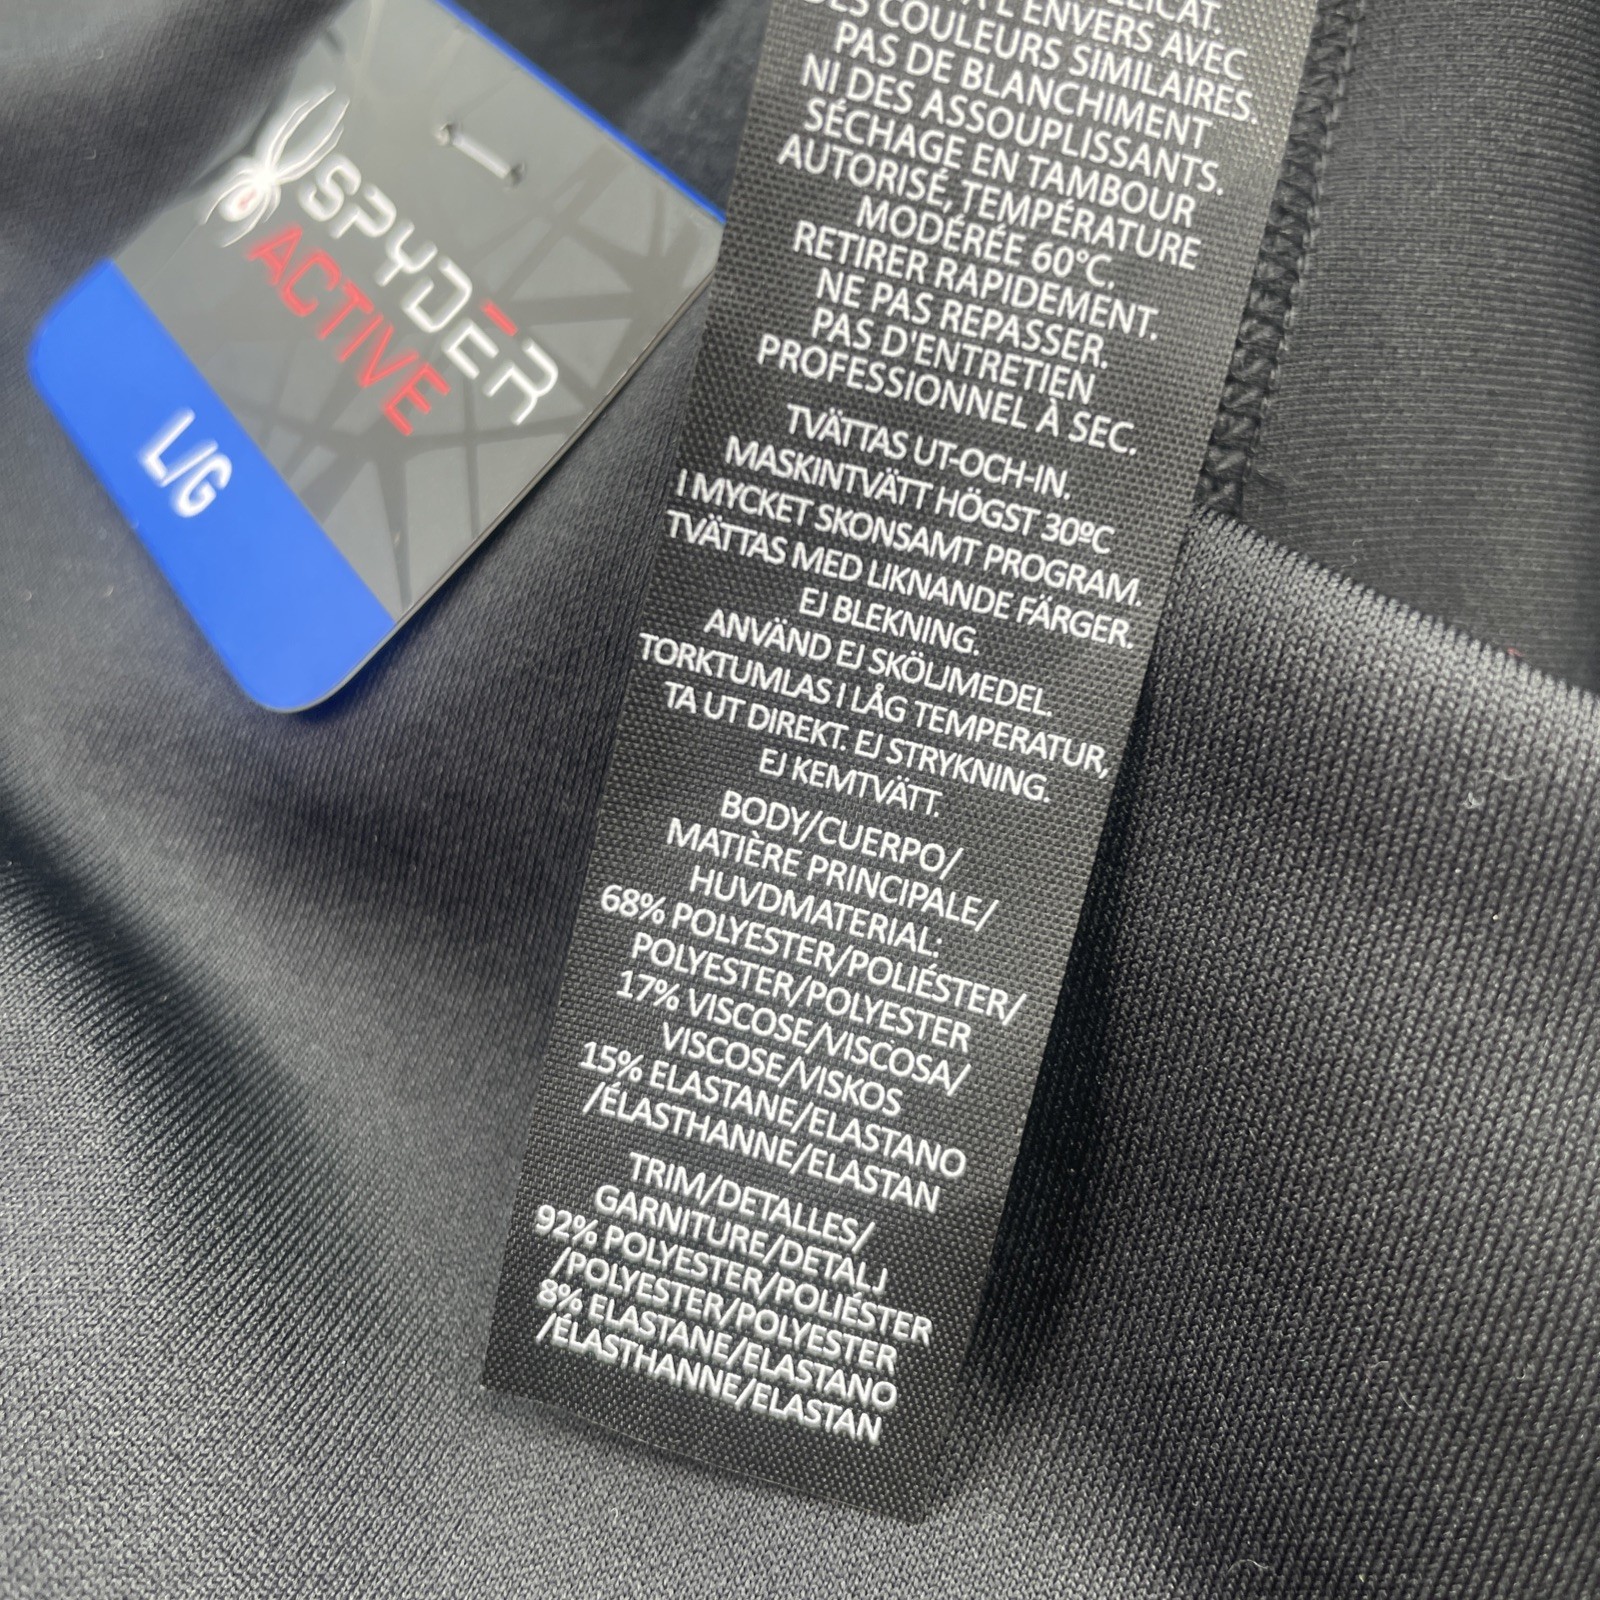 SPYDER
ACTIVE
L/G
À L'ENVERS AVEC
DES COULEURS SIMILAIRES.
PAS DE BLANCHIMENT
NI DES ASSOUPLISSANTS.
SÉCHAGE EN TAMBOUR
AUTORISÉ, TEMPÉRATURE
MODÉRÉE 60°C.
RETIRER RAPIDEMENT.
NE PAS REPASSER.
PAS D'ENTRETIEN
PROFESSIONNEL À SEC.
TVÄTTAS UT-OCH-IN.
MASKINTVÄTT HÖGST 30ºC
I MYCKET SKONSAMT PROGRAM.
TVÄTTAS MED LIKNANDE FÄRGER.
EJ BLEKNING.
ANVÄND EJ SKÖLJMEDEL.
TORKTUMLAS I LÅG TEMPERATUR,
TA UT DIREKT. EJ STRYKNING.
EJ KEMTVÄTT.
BODY/CUERPO/
MATIÈRE PRINCIPALE/
HUVDMATERIAL:
68% POLYESTER/POLIÉSTER/
POLYESTER/POLYESTER
17% VISCOSE/VISCOSA/
VISCOSE/VISKOS
15% ELASTANE/ELASTANO
/ÉLASTHANNE/ELASTAN
TRIM/DETALLES/
GARNITURE/DETALJ
92% POLYESTER/POLIÉSTER
/POLYESTER/POLYESTER
8% ELASTANE/ELASTANO
/ÉLASTHANNE/ELASTAN